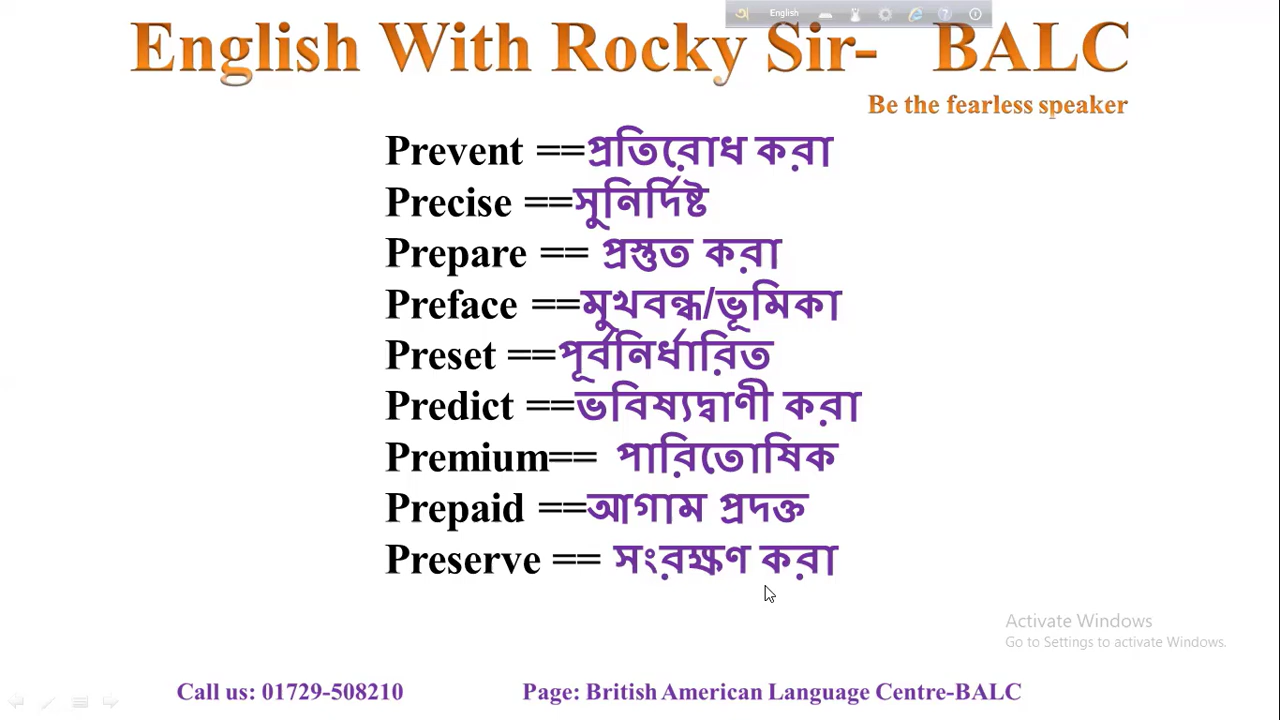 English
English With Rocky Sir- BALC
Be the fearless speaker
Prevent ==প্রতিরোধ করা
Precise ==সুনির্দিষ্ট
Prepare == প্রস্তুত করা
Preface ==মুখবন্ধ/ভূমিকা
Preset ==পূর্বনির্ধারিত
Predict ==ভবিষ্যদ্বাণী করা
Premium== পারিতোষিক
Prepaid ==আগাম প্রদক্ত
Preserve == সংরক্ষণ করা
Activate Windows
Go to Settings to activate Windows.
Call us: 01729-508210 Page: British American Language Centre-BALC